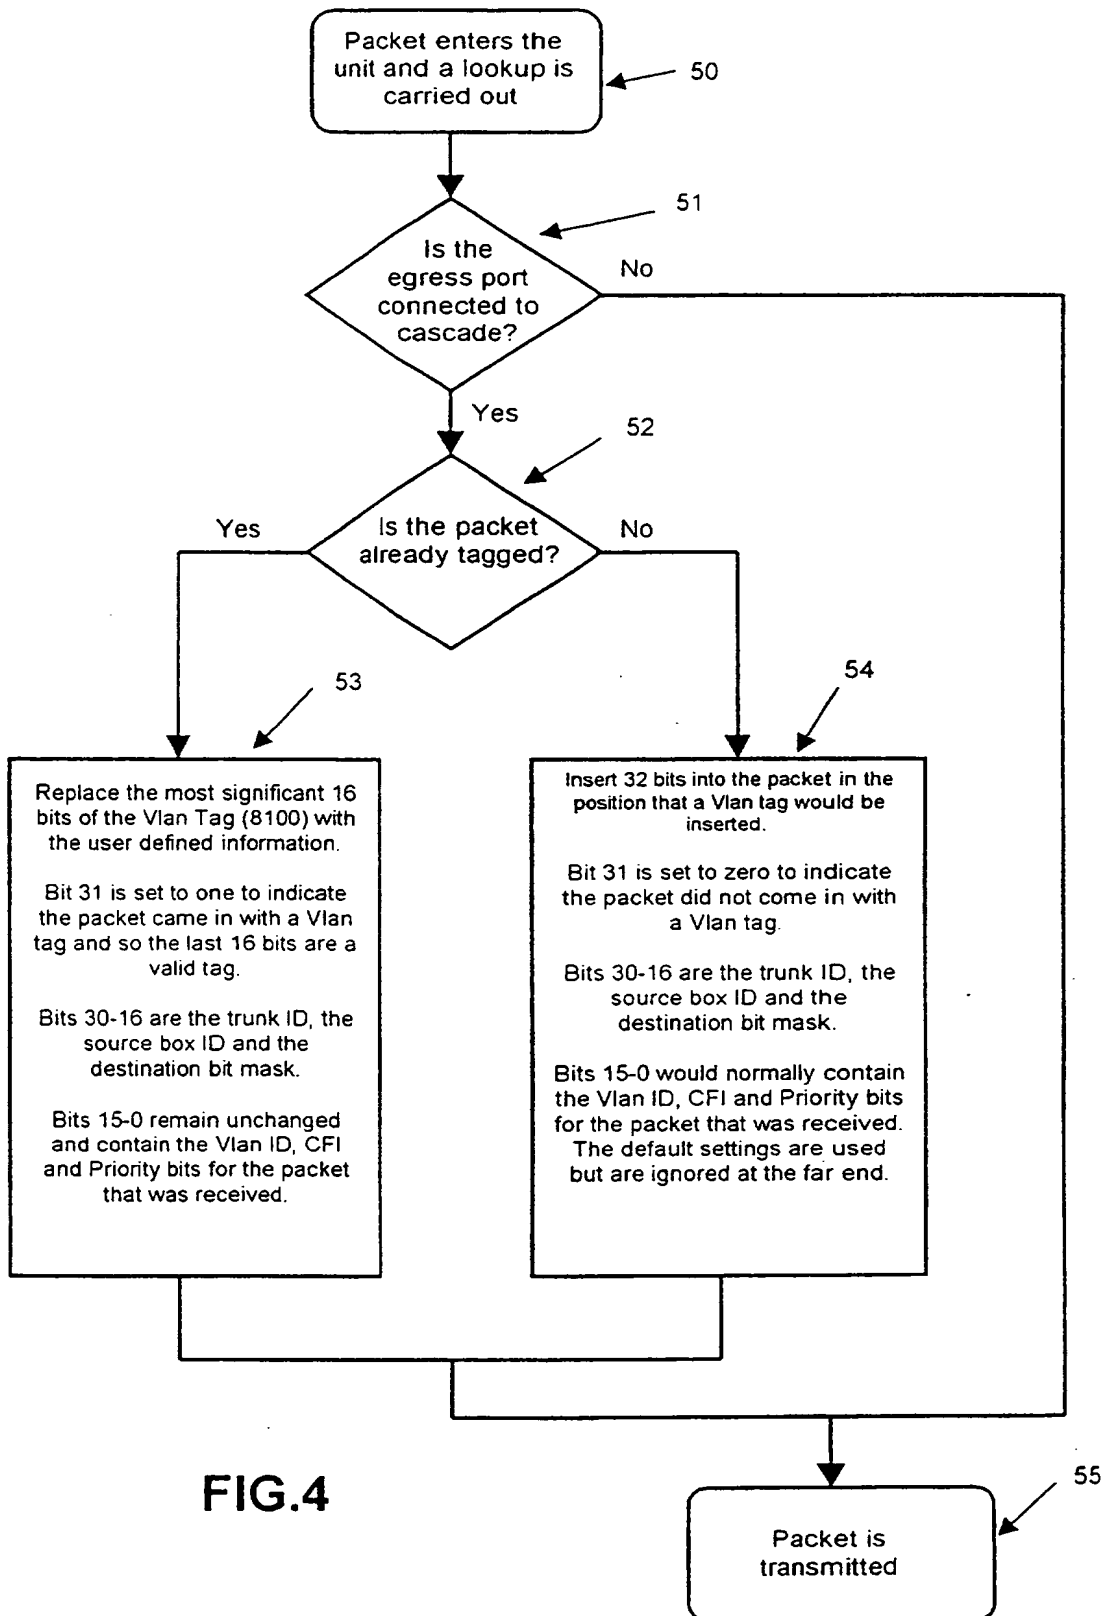 Packet enters the
unit and a lookup is
carried out
50
51
Is the
egress port
connected to
cascade?
No
Yes
52
Is the packet
already tagged?
Yes
No
53
54
Replace the most significant 16
bits of the Vlan Tag (8100) with
the user defined information.
Bit 31 is set to one to indicate
the packet came in with a Vlan
tag and so the last 16 bits are a
valid tag.
Bits 30-16 are the trunk ID, the
source box ID and the
destination bit mask.
Bits 15-0 remain unchanged
and contain the Vlan ID, CFI
and Priority bits for the packet
that was received.
Insert 32 bits into the packet in the
position that a Vlan tag would be
inserted.
Bit 31 is set to zero to indicate
the packet did not come in with
a Vlan tag.
Bits 30-16 are the trunk ID, the
source box ID and the
destination bit mask.
Bits 15-0 would normally contain
the Vlan ID, CFI and Priority bits
for the packet that was received.
The default settings are used
but are ignored at the far end.
FIG.4
55
Packet is
transmitted